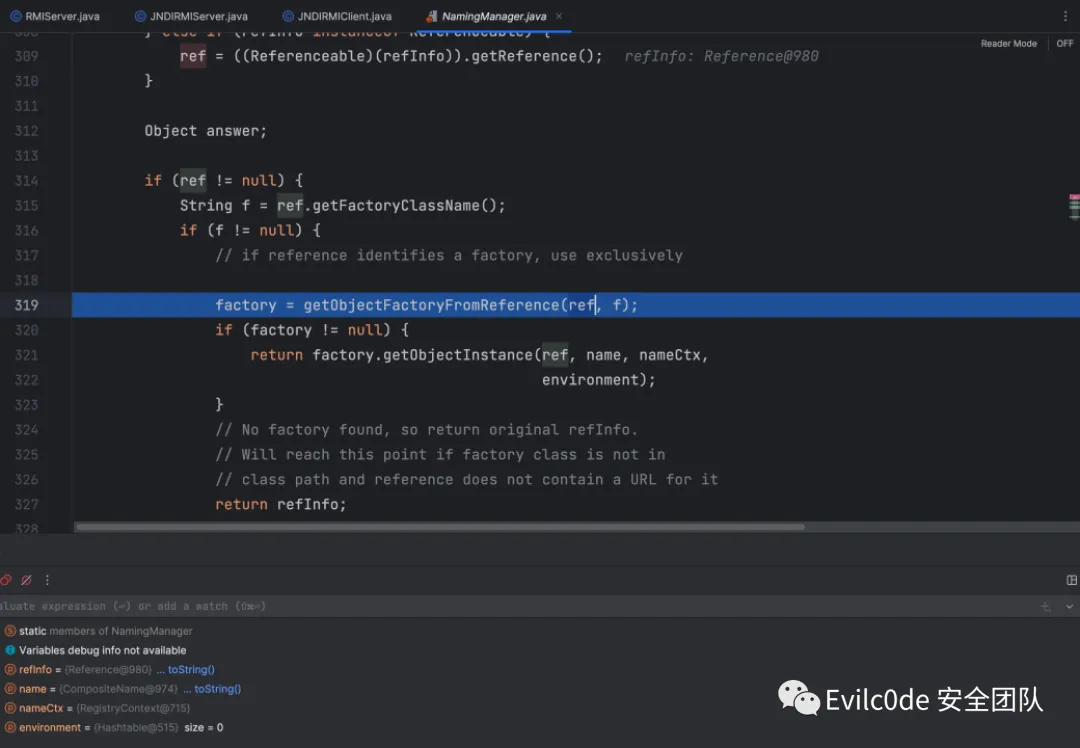 RMIServer.java JNDIRMIServer.java JNDIRMIClient.java NamingManager.java ×
308 } else if (refInfo instanceof Referenceable) {
Reader Mode OFF
309 ref = ((Referenceable)(refInfo)).getReference(); refInfo: Reference@980
310 }
311
312 Object answer;
313
314 if (ref != null) {
315 String f = ref.getFactoryClassName();
316 if (f != null) {
317 // if reference identifies a factory, use exclusively
318
319 factory = getObjectFactoryFromReference(ref, f);
320 if (factory != null) {
321 return factory.getObjectInstance(ref, name, nameCtx,
322 environment);
323 }
324 // No factory found, so return original refInfo.
325 // Will reach this point if factory class is not in
326 // class path and reference does not contain a URL for it
327 return refInfo;
328
aluate expression (⏎) or add a watch (⇧⌘⏎)
static members of NamingManager
Variables debug info not available
refInfo = {Reference@980} ... toString()
name = {CompositeName@974} ... toString()
nameCtx = {RegistryContext@715}
environment = {Hashtable@515} size = 0
Evilc0de 安全团队